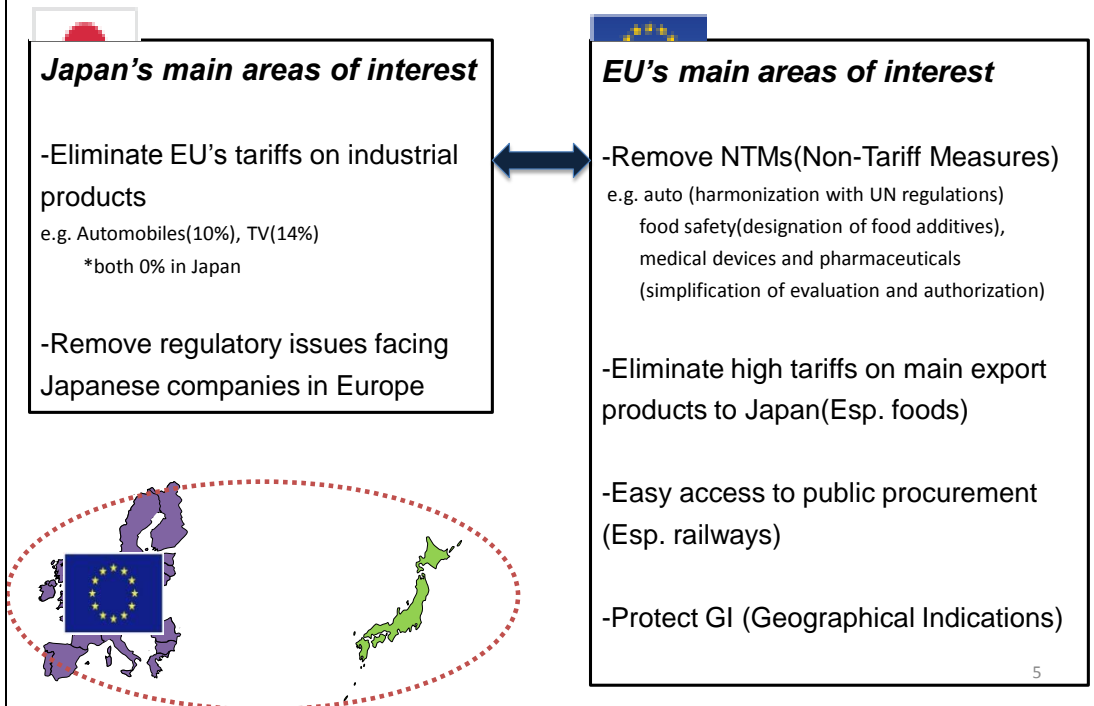 Japan's main areas of interest
-Eliminate EU's tariffs on industrial
products
e.g. Automobiles(10%), TV(14%)
*both 0% in Japan
-Remove regulatory issues facing
Japanese companies in Europe
EU's main areas of interest
-Remove NTMs(Non-Tariff Measures)
e.g. auto (harmonization with UN regulations)
food safety(designation of food additives),
medical devices and pharmaceuticals
(simplification of evaluation and authorization)
-Eliminate high tariffs on main export
products to Japan(Esp. foods)
-Easy access to public procurement
(Esp. railways)
-Protect GI (Geographical Indications)
5